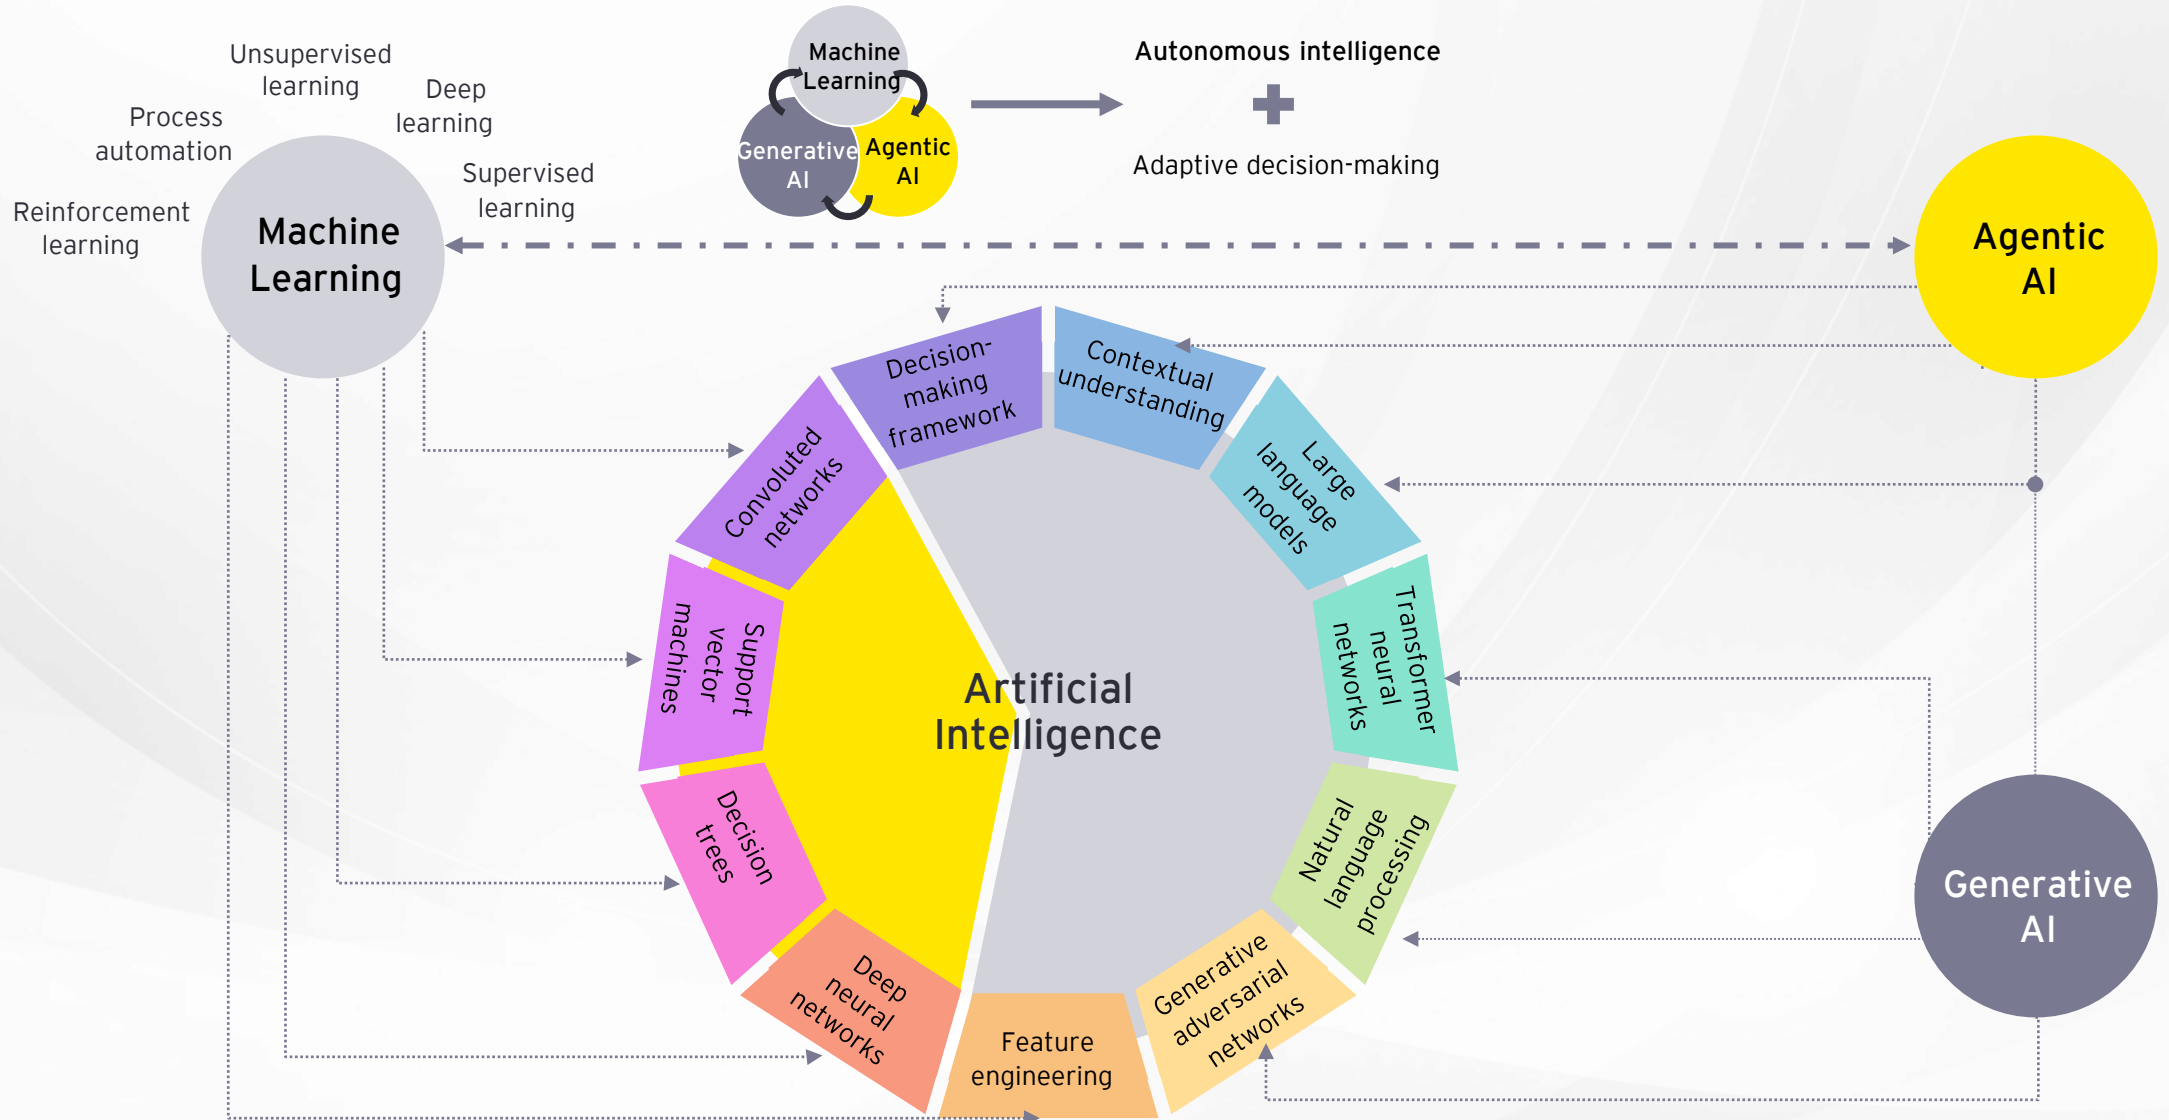 Unsupervised
learning
Deep
learning
Process
automation
Supervised
learning
Reinforcement
learning
Machine
Learning
Machine
Learning
Generative
AI
Agentic
AI
Autonomous intelligence
Adaptive decision-making
Agentic
AI
Decision-
making
framework
Contextual
understanding
Large
language
models
Transformer
neural
networks
Natural
language
processing
Generative
adversarial
networks
Feature
engineering
Deep
neural
networks
Decision
trees
Support
vector
machines
Convoluted
networks
Artificial
Intelligence
Generative
AI